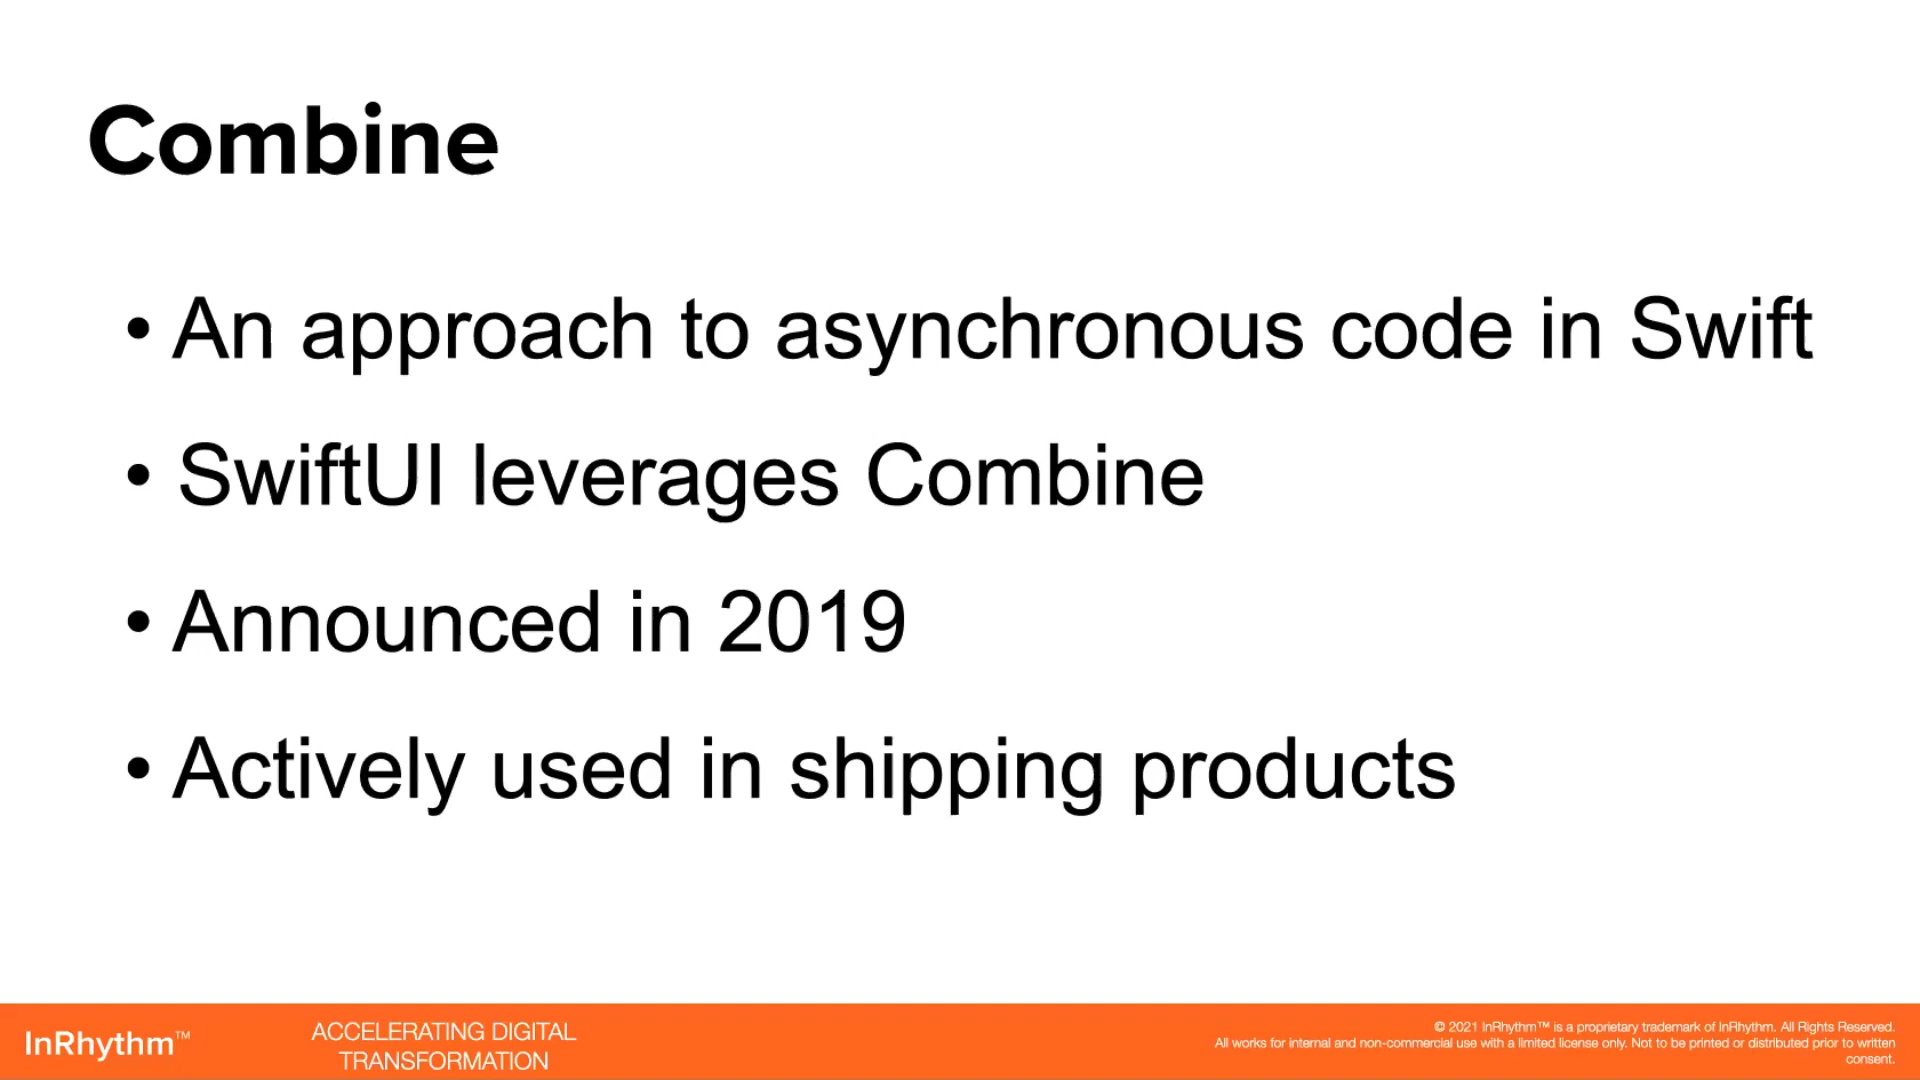 Combine
• An approach to asynchronous code in Swift
• SwiftUI leverages Combine
• Announced in 2019
• Actively used in shipping products
InRhythm™
ACCELERATING DIGITAL
TRANSFORMATION
© 2021 InRhythm™ is a proprietary trademark of InRhythm. All Rights Reserved.
All works for internal and non-commercial use with a limited license only. Not to be printed or distributed prior to written
consent.